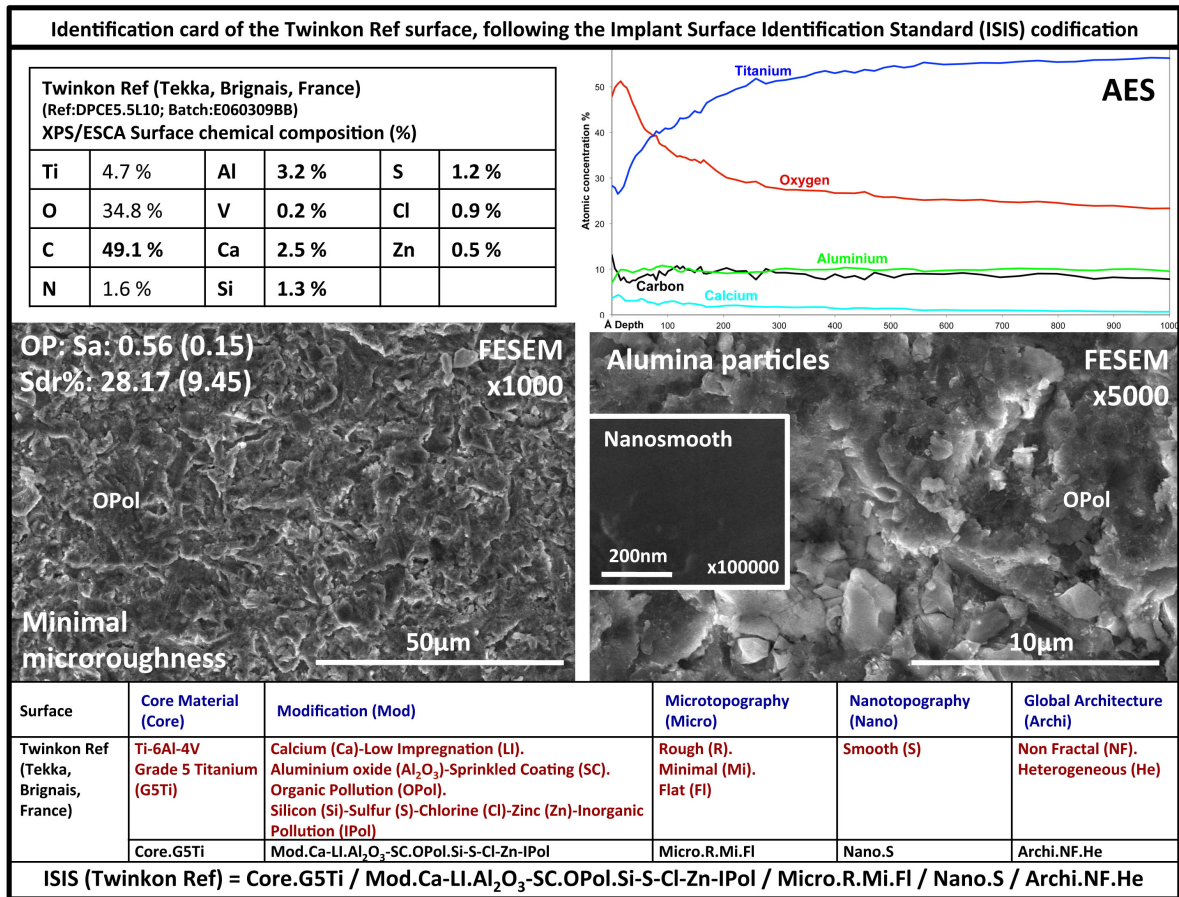 Identification card of the Twinkon Ref surface, following the Implant Surface Identification Standard (ISIS) codification
Twinkon Ref (Tekka, Brignais, France)
(Ref:DPCE5.5L10; Batch:E060309BB)
XPS/ESCA Surface chemical composition (%)
Ti 4.7 % Al 3.2 % S 1.2 %
O 34.8 % V 0.2 % Cl 0.9 %
C 49.1 % Ca 2.5 % Zn 0.5 %
N 1.6 % Si 1.3 %
AES
Atomic concentration %
50
40
30
20
10
0
Titanium
Oxygen
Aluminium
Carbon
Calcium
A Depth 100 200 300 400 500 600 700 800 900 1000
OP: Sa: 0.56 (0.15)
Sdr%: 28.17 (9.45)
FESEM
x1000
OPol
Minimal
microroughness
50µm
Alumina particles
FESEM
x5000
Nanosmooth
200nm
x100000
OPol
10µm
Surface
Core Material
(Core)
Modification (Mod)
Microtopography
(Micro)
Nanotopography
(Nano)
Global Architecture
(Archi)
Twinkon Ref
(Tekka,
Brignais,
France)
Ti-6Al-4V
Grade 5 Titanium
(G5Ti)
Calcium (Ca)-Low Impregnation (LI).
Aluminium oxide (Al₂O₃)-Sprinkled Coating (SC).
Organic Pollution (OPol).
Silicon (Si)-Sulfur (S)-Chlorine (Cl)-Zinc (Zn)-Inorganic
Pollution (IPol)
Rough (R).
Minimal (Mi).
Flat (Fl)
Smooth (S)
Non Fractal (NF).
Heterogeneous (He)
Core.G5Ti
Mod.Ca-LI.Al₂O₃-SC.OPol.Si-S-Cl-Zn-IPol
Micro.R.Mi.Fl
Nano.S
Archi.NF.He
ISIS (Twinkon Ref) = Core.G5Ti / Mod.Ca-LI.Al₂O₃-SC.OPol.Si-S-Cl-Zn-IPol / Micro.R.Mi.Fl / Nano.S / Archi.NF.He